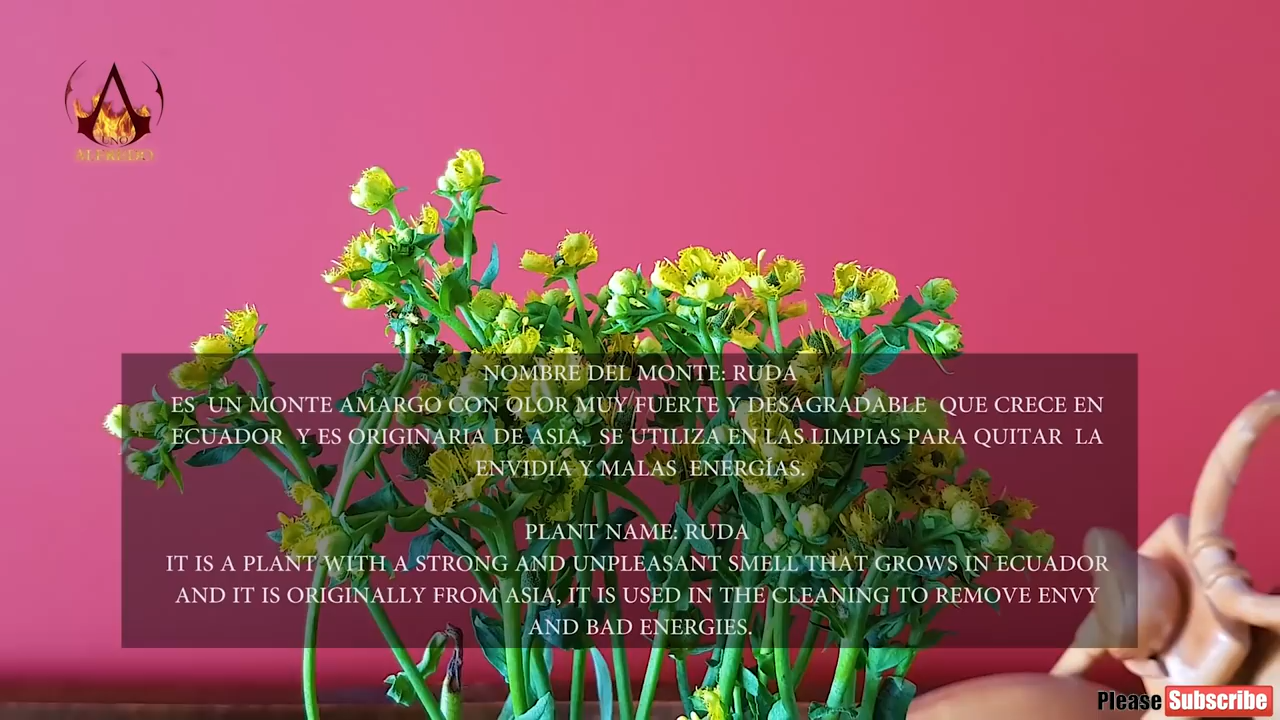 UNO
ALFREDO
NOMBRE DEL MONTE: RUDA
ES UN MONTE AMARGO CON OLOR MUY FUERTE Y DESAGRADABLE QUE CRECE EN
ECUADOR Y ES ORIGINARIA DE ASIA, SE UTILIZA EN LAS LIMPIAS PARA QUITAR LA
ENVIDIA Y MALAS ENERGÍAS.
PLANT NAME: RUDA
IT IS A PLANT WITH A STRONG AND UNPLEASANT SMELL THAT GROWS IN ECUADOR
AND IT IS ORIGINALLY FROM ASIA, IT IS USED IN THE CLEANING TO REMOVE ENVY
AND BAD ENERGIES.
Please Subscribe